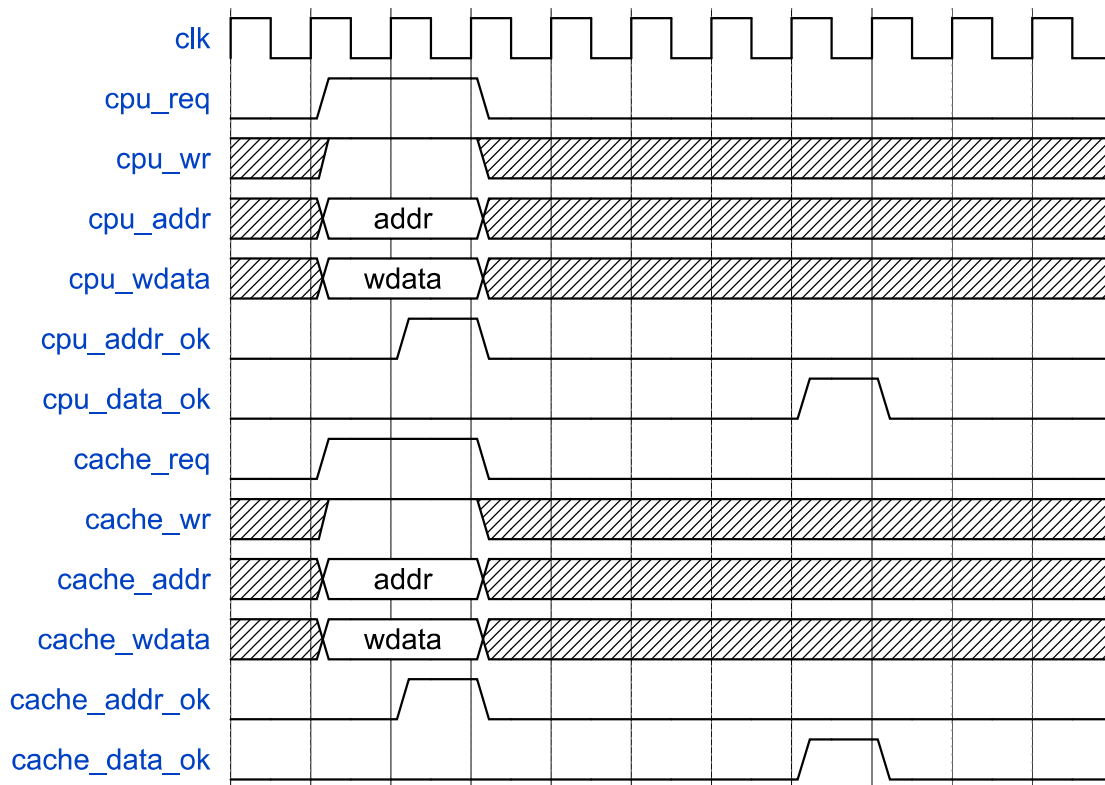 clk
cpu_req
cpu_wr
cpu_addr addr
cpu_wdata wdata
cpu_addr_ok
cpu_data_ok
cache_req
cache_wr
cache_addr addr
cache_wdata wdata
cache_addr_ok
cache_data_ok